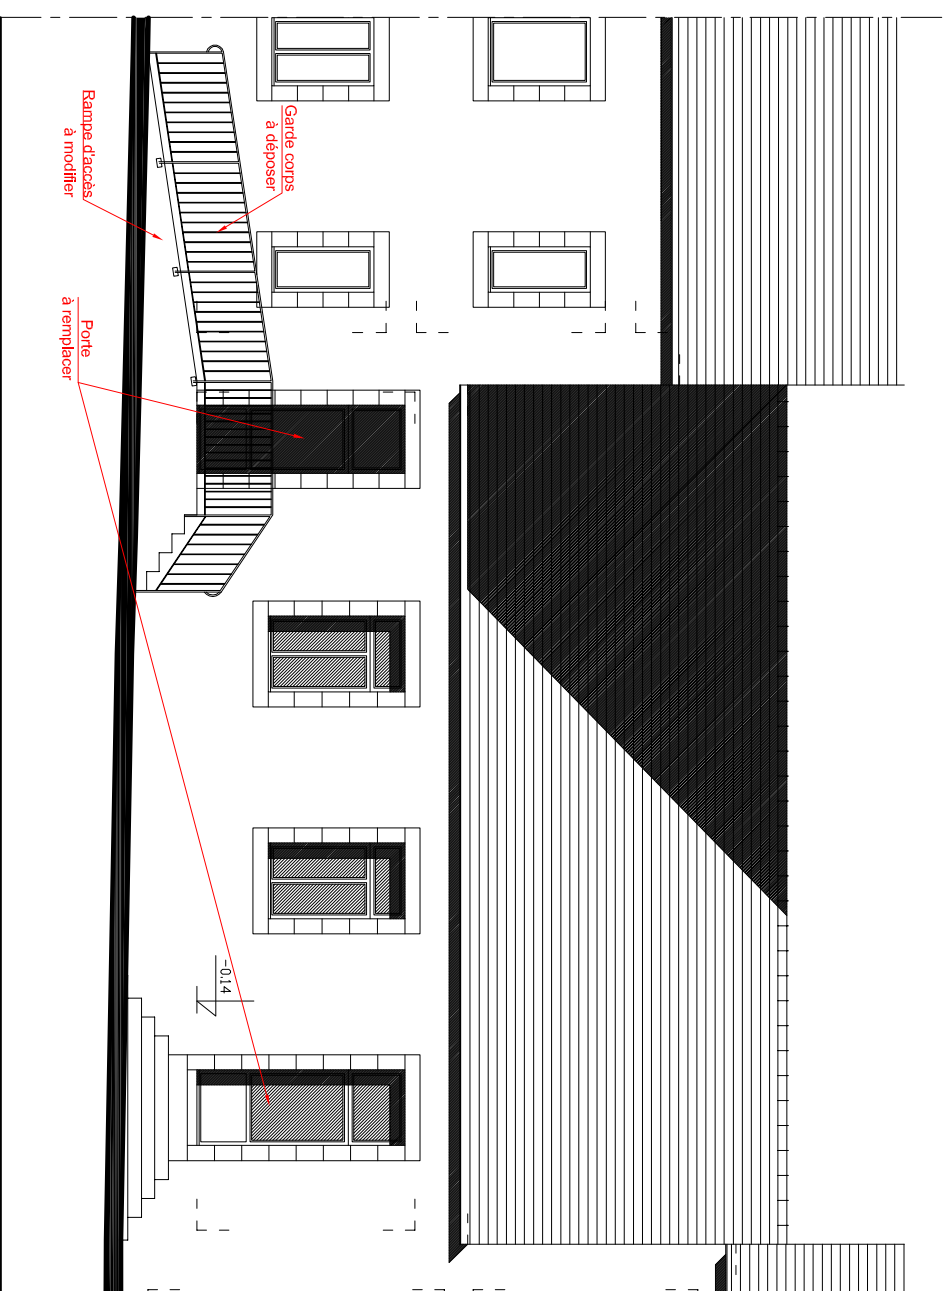 Garde corps
à déposer
Rampe d'accès
à modifier
Porte
à remplacer
-0.14